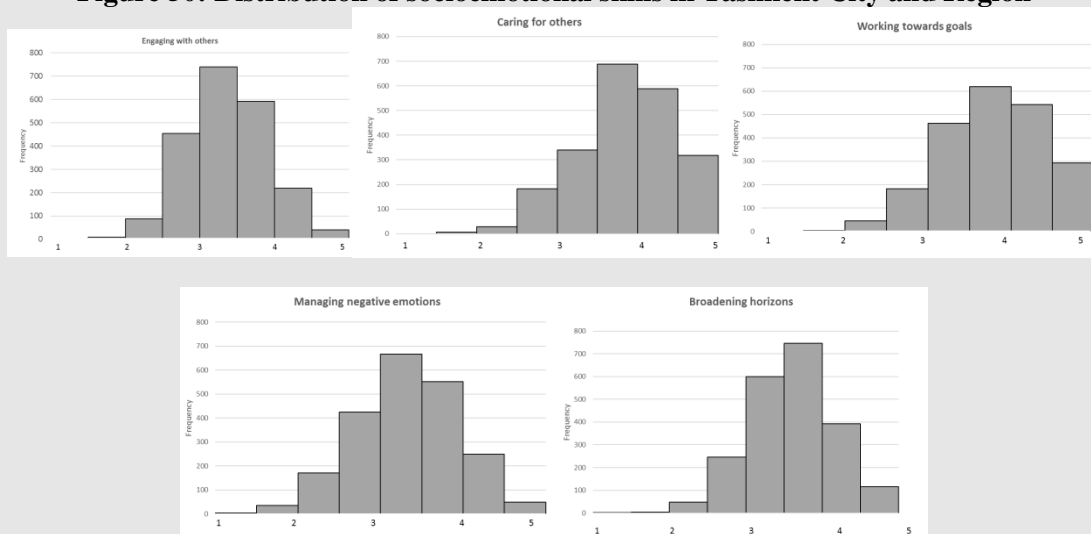 Figure Distribution of socioemotional skills in Tashkent City and Region
Engaging with others
800
700
600
500
400
300
200
100
0
Frequency
1 2 3 4 5
Caring for others
800
700
600
500
400
300
200
100
0
Frequency
1 2 3 4 5
Working towards goals
800
700
600
500
400
300
200
100
0
Frequency
1 2 3 4 5
Managing negative emotions
800
700
600
500
400
300
200
100
0
Frequency
1 2 3 4 5
Broadening horizons
800
700
600
500
400
300
200
100
0
Frequency
1 2 3 4 5